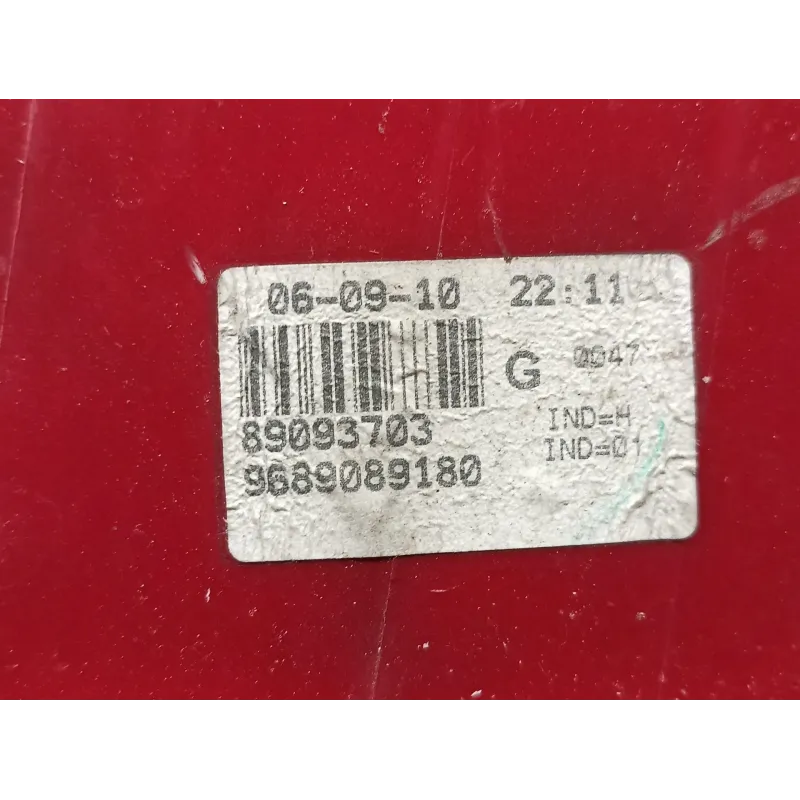 06-09-10 22:11
G 0047
IND=H
89093703
IND=01
9689089180